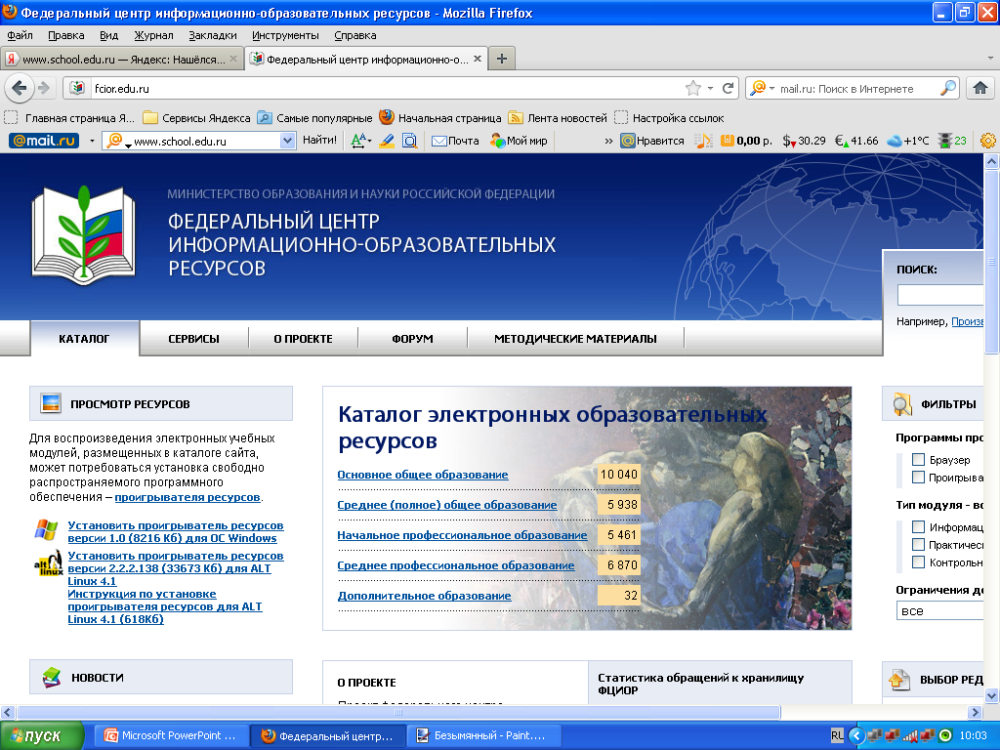 Федеральный центр информационно-образовательных ресурсов - Mozilla Firefox
Файл Правка Вид Журнал Закладки Инструменты Справка
www.school.edu.ru — Яндекс: Нашёлся...
Федеральный центр информационно-о...
fcior.edu.ru
mail.ru: Поиск в Интернете
Главная страница Я... Сервисы Яндекса Самые популярные Начальная страница Лента новостей Настройка ссылок
@mail.ru www.school.edu.ru Найти! Почта Мой мир » Нравится 0,00 р. $ 30.29 € 41.66 +1°C 23
МИНИСТЕРСТВО ОБРАЗОВАНИЯ И НАУКИ РОССИЙСКОЙ ФЕДЕРАЦИИ
ФЕДЕРАЛЬНЫЙ ЦЕНТР
ИНФОРМАЦИОННО-ОБРАЗОВАТЕЛЬНЫХ
РЕСУРСОВ
ПОИСК:
Например, Произв
КАТАЛОГ СЕРВИСЫ О ПРОЕКТЕ ФОРУМ МЕТОДИЧЕСКИЕ МАТЕРИАЛЫ
ПРОСМОТР РЕСУРСОВ
Для воспроизведения электронных учебных
модулей, размещенных в каталоге сайта,
может потребоваться установка свободно
распространяемого программного
обеспечения – проигрывателя ресурсов.
Установить проигрыватель ресурсов
версии 1.0 (8216 Кб) для ОС Windows
alt linux
Установить проигрыватель ресурсов
версии 2.2.2.138 (33673 Кб) для ALT
Linux 4.1
Инструкция по установке
проигрывателя ресурсов для ALT
Linux 4.1 (618Кб)
НОВОСТИ
Каталог электронных образовательных
ресурсов
Основное общее образование 10 040
Среднее (полное) общее образование 5 938
Начальное профессиональное образование 5 461
Среднее профессиональное образование 6 870
Дополнительное образование 32
О ПРОЕКТЕ
Статистика обращений к хранилищу
ФЦИОР
ФИЛЬТРЫ
Программы про
Браузер
Проигрыва
Тип модуля - во
Информац
Практичес
Контрольн
Ограничения до
все
ВЫБОР РЕД
пуск
Microsoft PowerPoint ...
Федеральный центр...
Безымянный - Paint....
RL
10:03